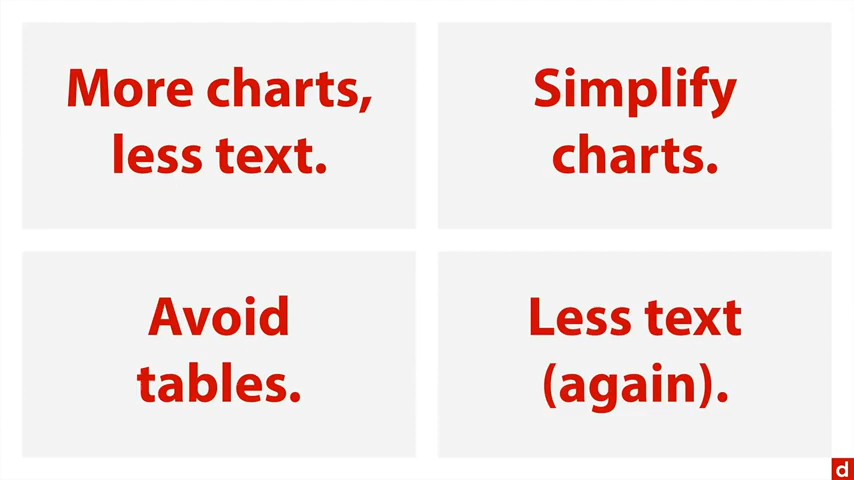 More charts,
less text.
Simplify
charts.
Avoid
tables.
Less text
(again).
d